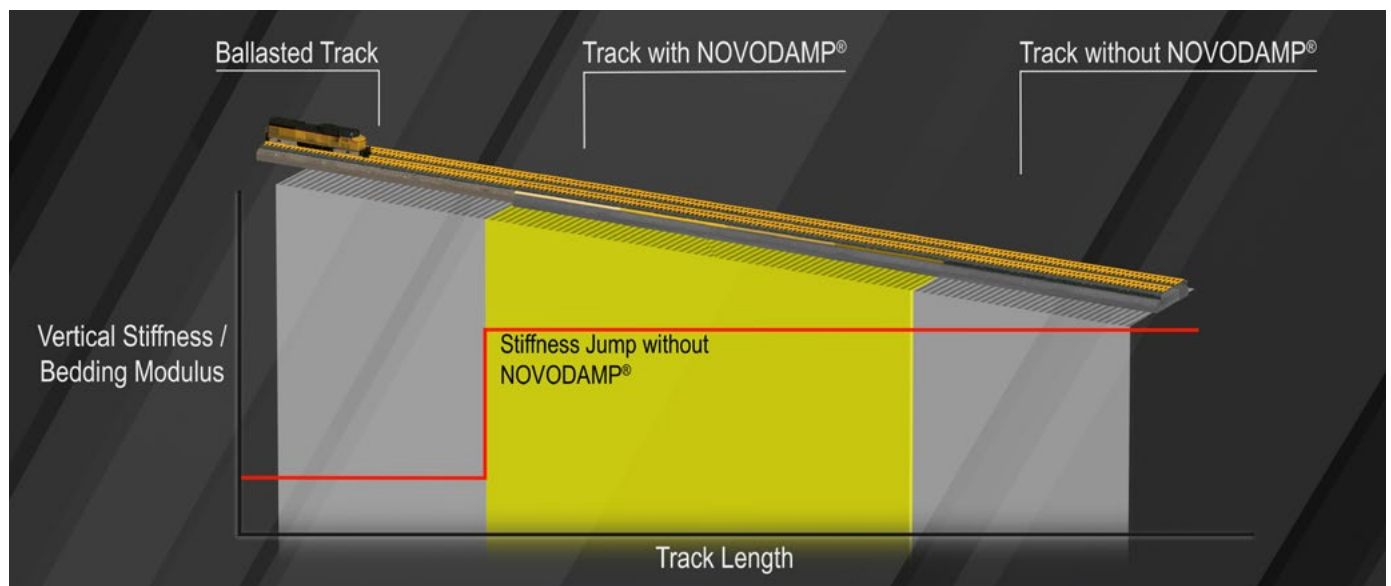 Ballasted Track
Track with NOVODAMP®
Track without NOVODAMP®
Vertical Stiffness /
Bedding Modulus
Stiffness Jump without
NOVODAMP®
Track Length